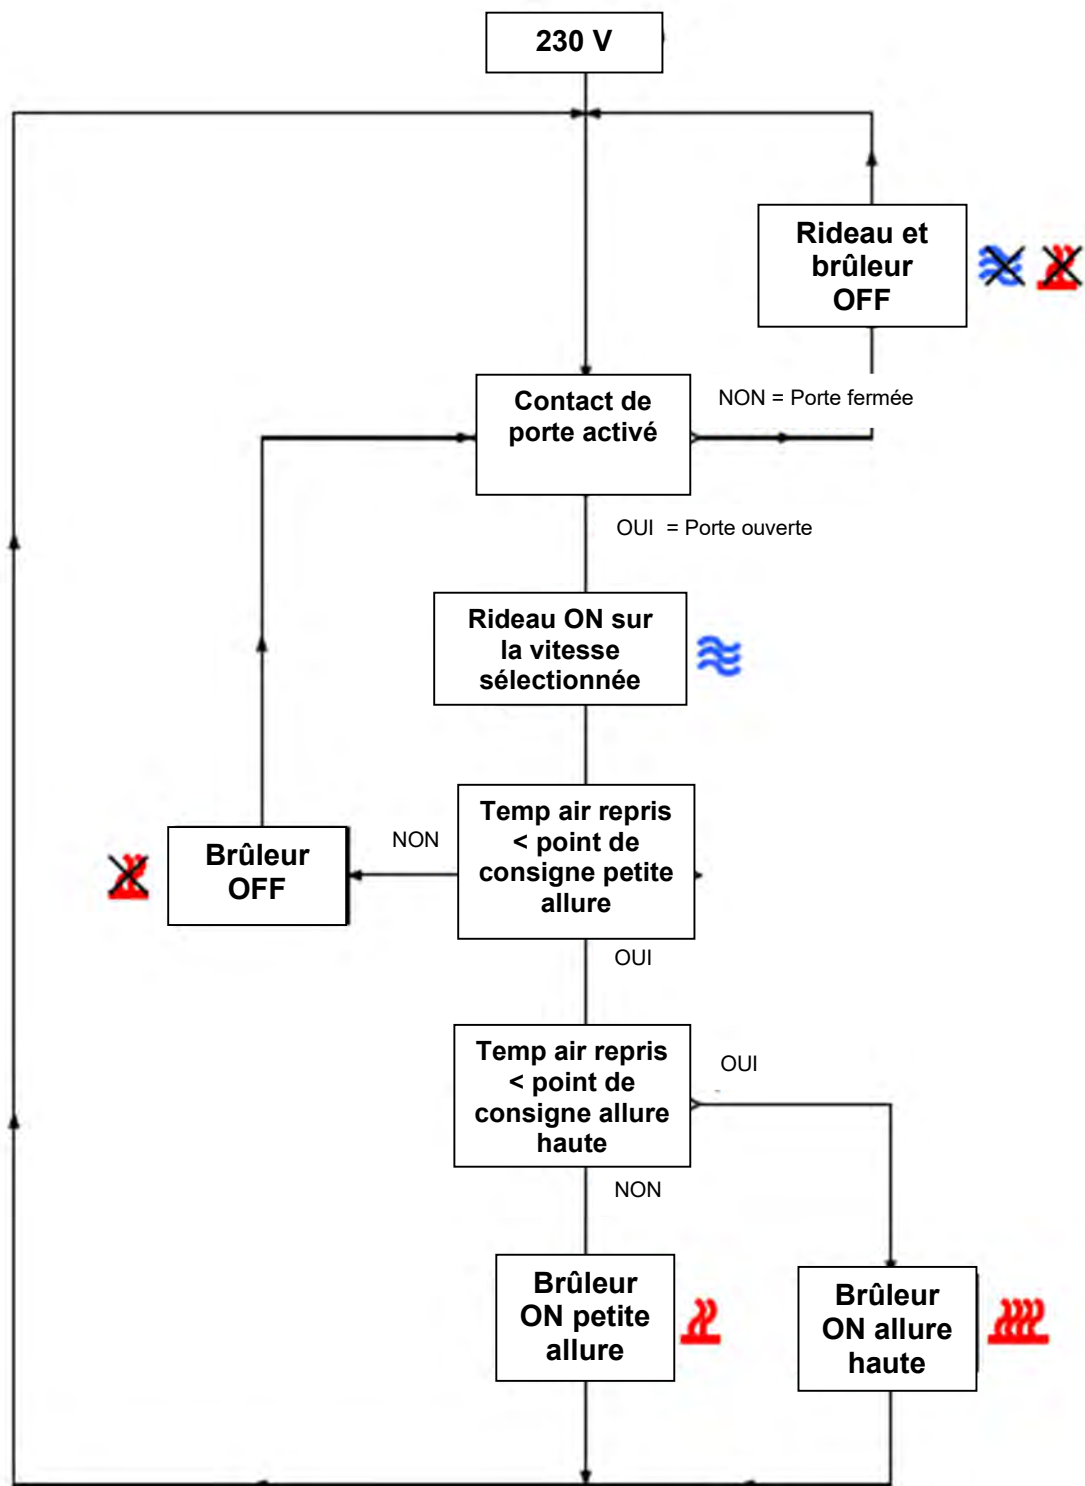 230 V
Rideau et
brûleur
OFF
NON = Porte fermée
Contact de
porte activé
OUI = Porte ouverte
Rideau ON sur
la vitesse
sélectionnée
Temp air repris
< point de
consigne petite
allure
NON
Brûleur
OFF
OUI
Temp air repris
< point de
consigne allure
haute
OUI
NON
Brûleur
ON petite
allure
Brûleur
ON allure
haute